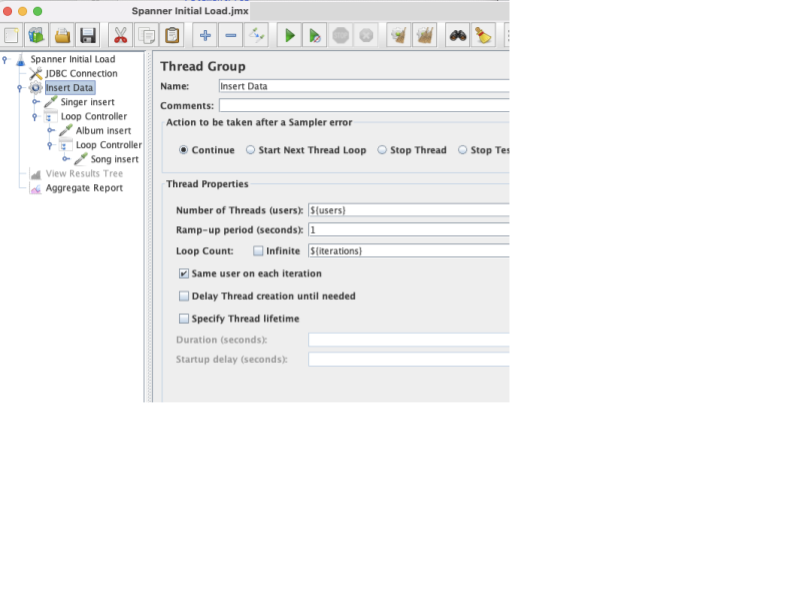 Spanner Initial Load.jmx
Spanner Initial Load
JDBC Connection
Insert Data
Singer insert
Loop Controller
Album insert
Loop Controller
Song insert
View Results Tree
Aggregate Report
Thread Group
Name: Insert Data
Comments:
Action to be taken after a Sampler error
Continue Start Next Thread Loop Stop Thread Stop Tes
Thread Properties
Number of Threads (users): ${users}
Ramp-up period (seconds): 1
Loop Count: Infinite ${iterations}
Same user on each iteration
Delay Thread creation until needed
Specify Thread lifetime
Duration (seconds):
Startup delay (seconds):